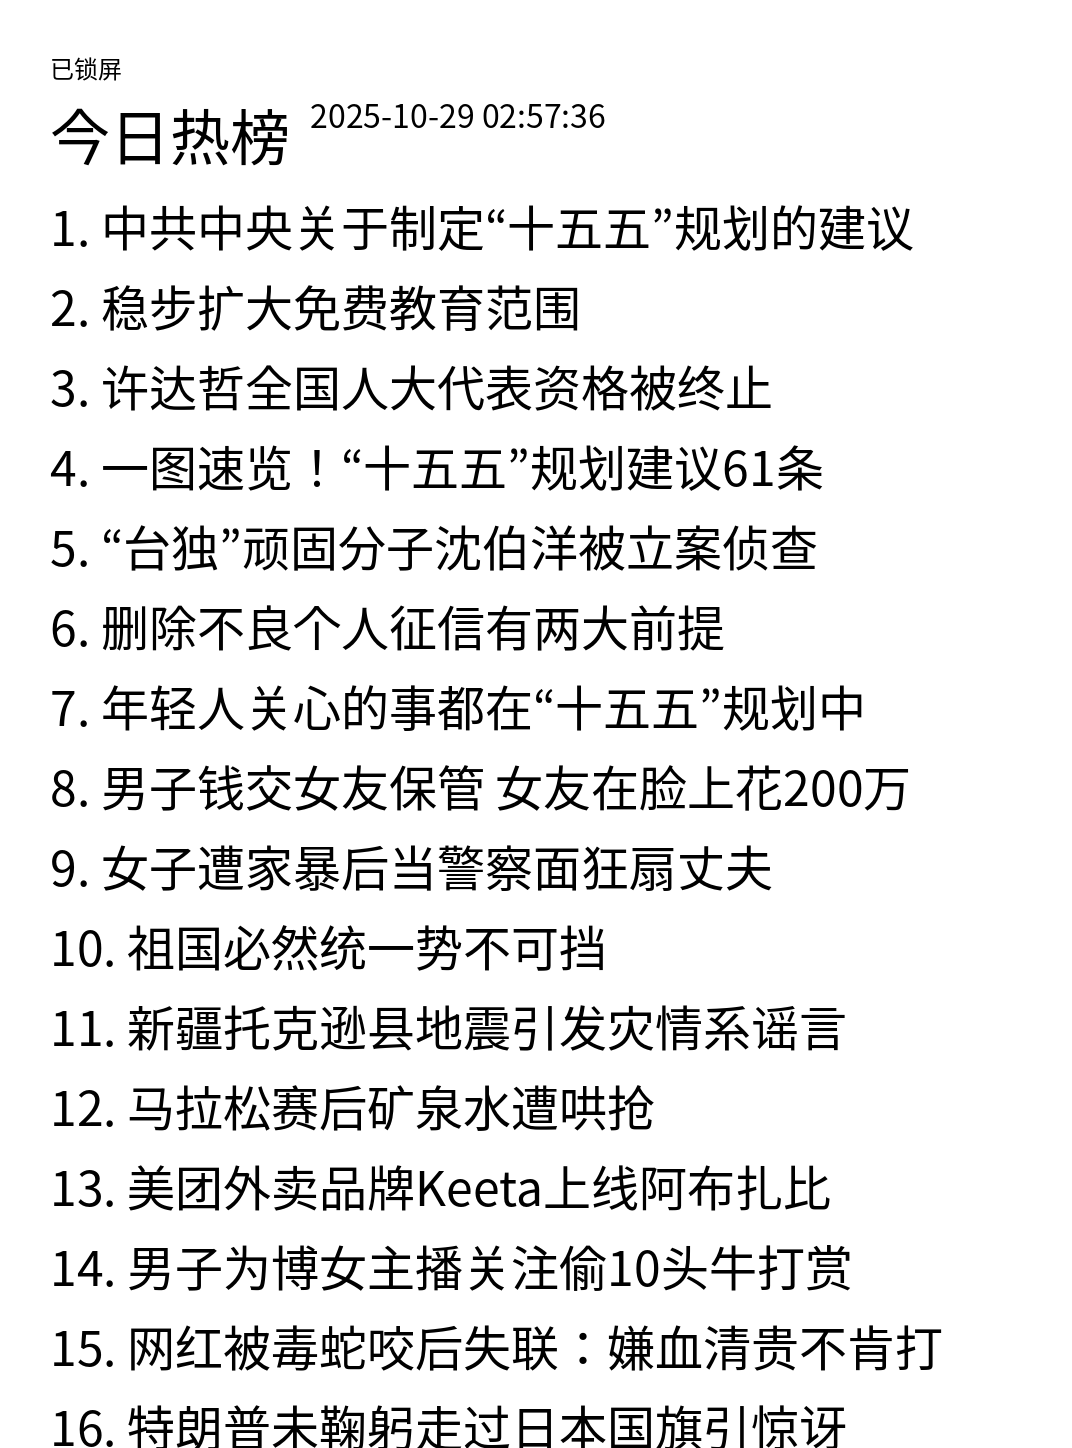 已锁屏
今日热榜 2025-10-29 02:57:36
1. 中共中央关于制定“十五五”规划的建议
2. 稳步扩大免费教育范围
3. 许达哲全国人大代表资格被终止
4. 一图速览！“十五五”规划建议61条
5. “台独”顽固分子沈伯洋被立案侦查
6. 删除不良个人征信有两大前提
7. 年轻人关心的事都在“十五五”规划中
8. 男子钱交女友保管 女友在脸上花200万
9. 女子遭家暴后当警察面狂扇丈夫
10. 祖国必然统一势不可挡
11. 新疆托克逊县地震引发灾情系谣言
12. 马拉松赛后矿泉水遭哄抢
13. 美团外卖品牌Keeta上线阿布扎比
14. 男子为博女主播关注偷10头牛打赏
15. 网红被毒蛇咬后失联：嫌血清贵不肯打
16. 特朗普未鞠躬走过日本国旗引惊讶